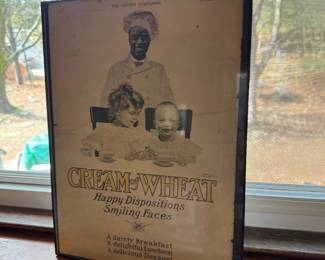 CREAM of WHEAT
Happy Dispositions
Smiling Faces
A dainty Breakfast
A delightful Luncheon
A delicious Dessert